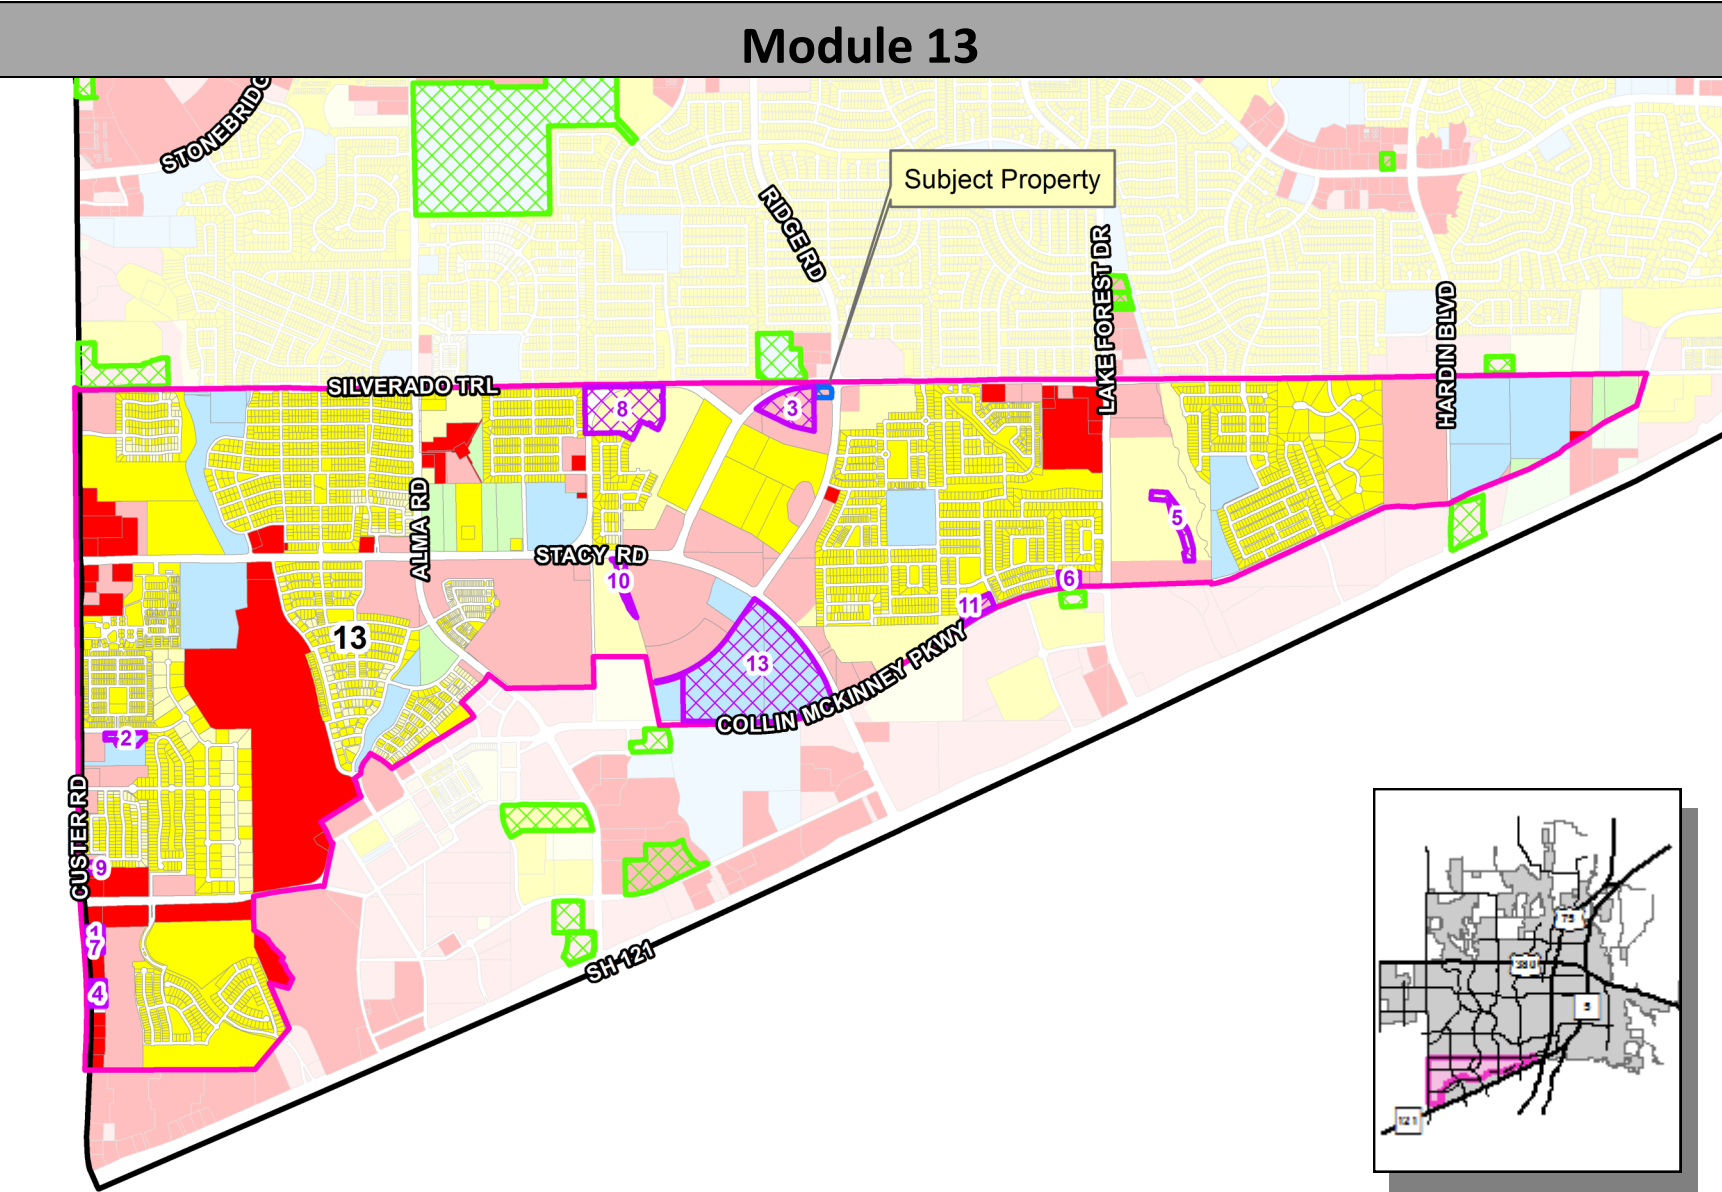 Module 13
STONEBRIDG
Subject Property
RIDGE RD
LAKE FOREST DR
HARDIN BLVD
SILVERADO TRL
8
3
ALMA RD
5
STACY RD
10
6
11
13
13
COLLIN MCKINNEY PKWY
2
CUSTER RD
9
1
7
4
SH 121
75
380
5
121